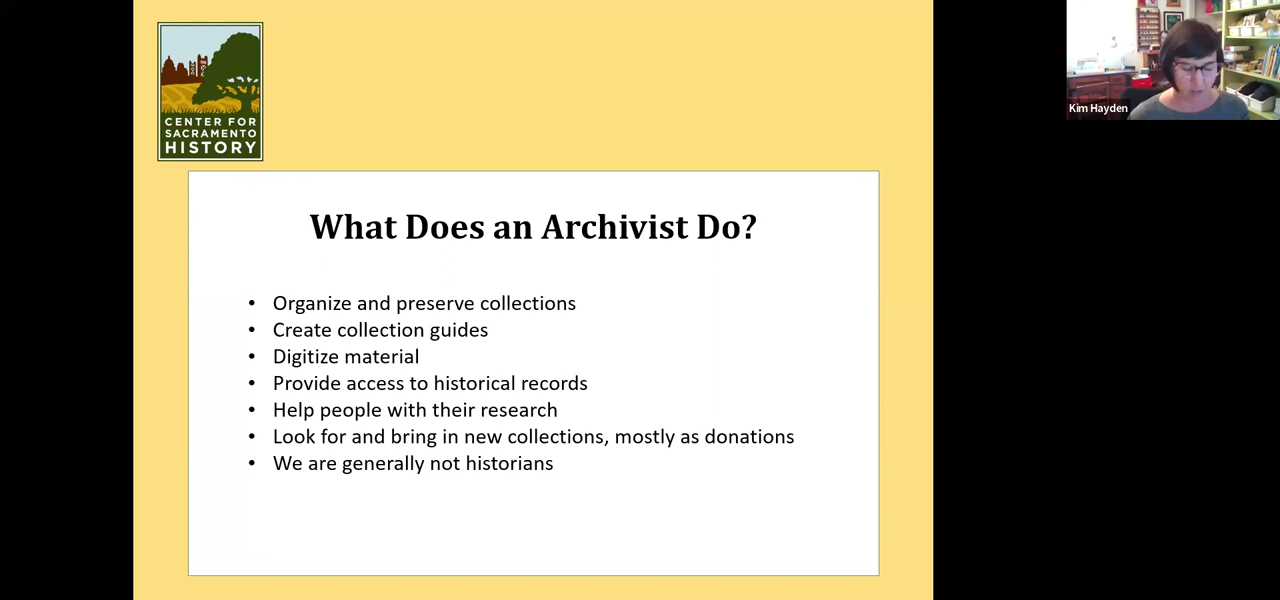 CENTER FOR
SACRAMENTO
HISTORY
Kim Hayden
What Does an Archivist Do?
• Organize and preserve collections
• Create collection guides
• Digitize material
• Provide access to historical records
• Help people with their research
• Look for and bring in new collections, mostly as donations
• We are generally not historians